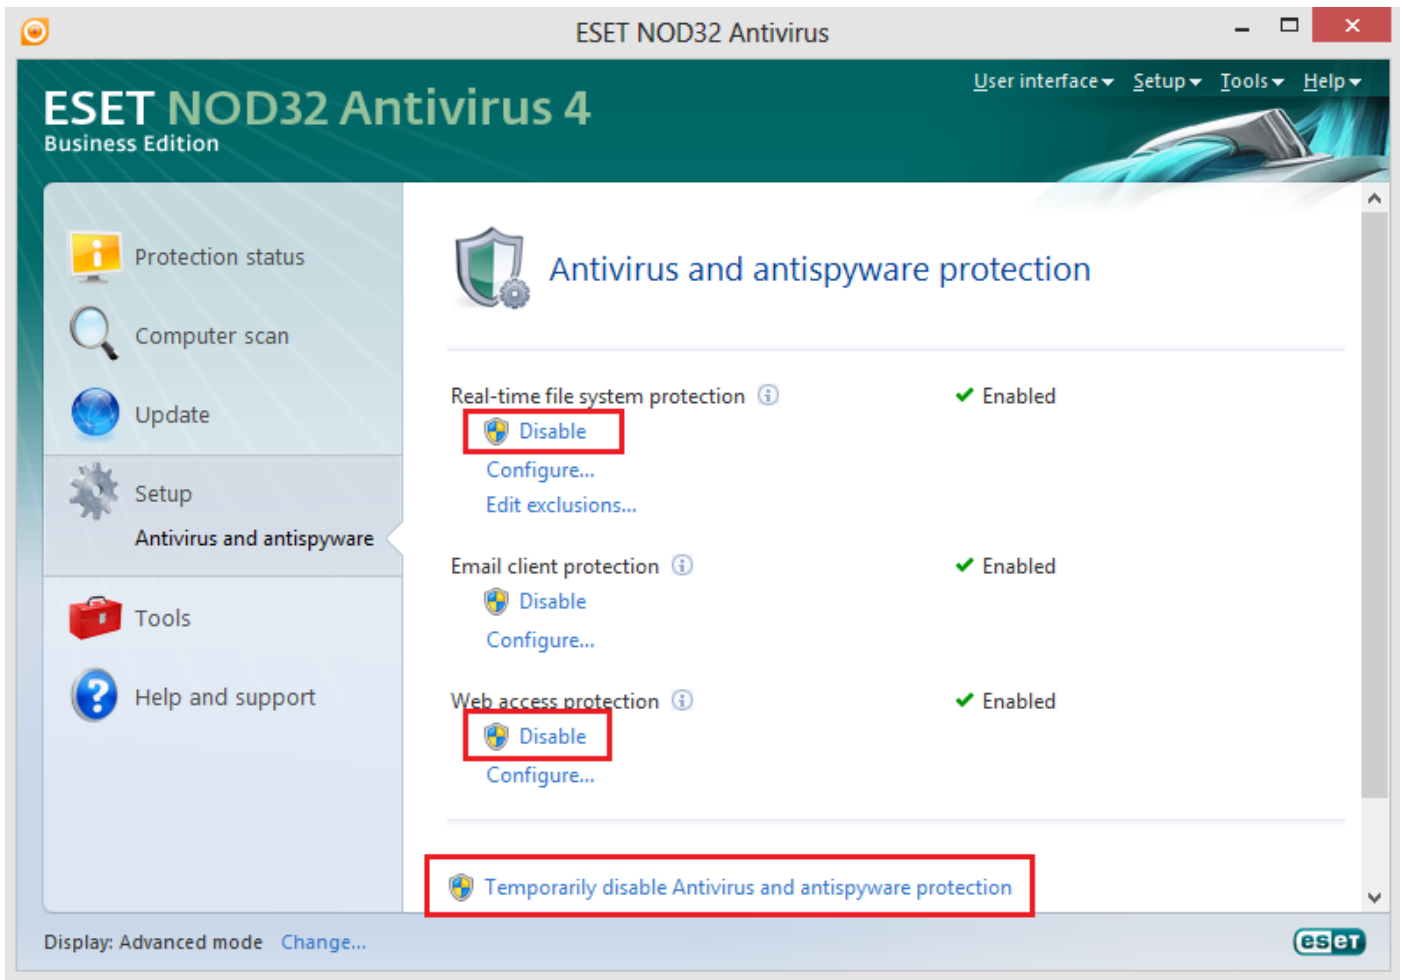 ESET NOD32 Antivirus
User interface Setup Tools Help
ESET NOD32 Antivirus 4
Business Edition
Protection status
Computer scan
Update
Setup
Antivirus and antispyware
Tools
Help and support
Antivirus and antispyware protection
Real-time file system protection Enabled
Disable
Configure...
Edit exclusions...
Email client protection Enabled
Disable
Configure...
Web access protection Enabled
Disable
Configure...
Temporarily disable Antivirus and antispyware protection
Display: Advanced mode Change...
eset